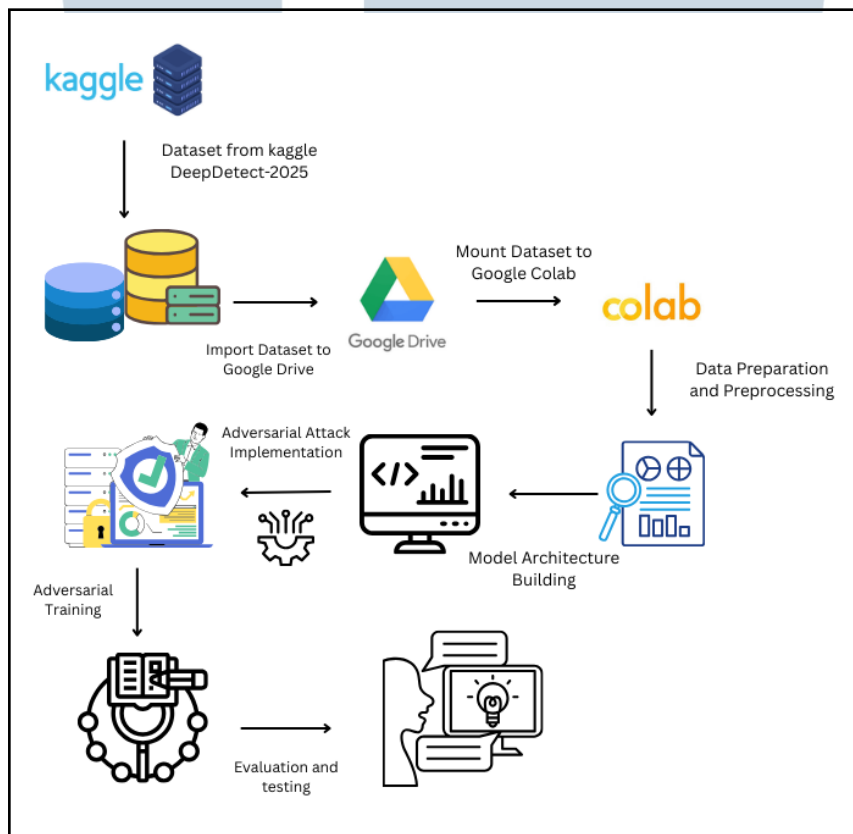 kaggle
Dataset from kaggle
DeepDetect-2025
Mount Dataset to
Google Colab
Google Drive
colab
Import Dataset to
Google Drive
Data Preparation
and Preprocessing
Adversarial Attack
Implementation
</>
Model Architecture
Building
Adversarial
Training
Evaluation and
testing